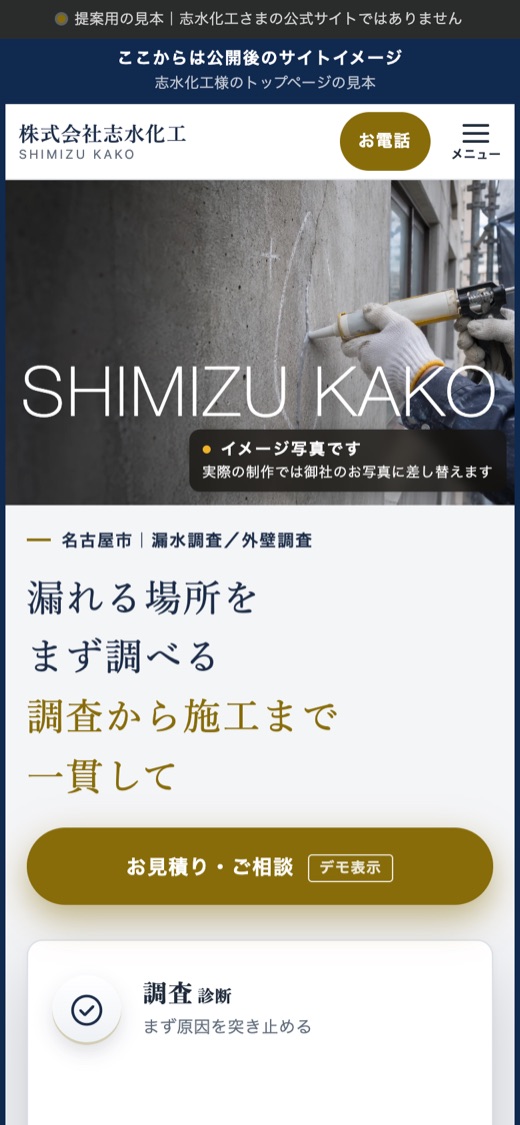 提案用の見本｜志水化工さまの公式サイトではありません
ここからは公開後のサイトイメージ
志水化工様のトップページの見本
株式会社志水化工
SHIMIZU KAKO
お電話
メニュー
SHIMIZU KAKO
イメージ写真です
実際の制作では御社のお写真に差し替えます
名古屋市｜漏水調査／外壁調査
漏れる場所を
まず調べる
調査から施工まで
一貫して
お見積り・ご相談 デモ表示
調査 診断
まず原因を突き止める